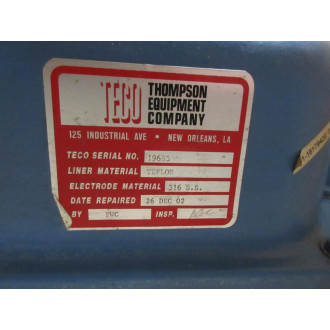 TECO THOMPSON
EQUIPMENT
COMPANY
125 INDUSTRIAL AVE • NEW ORLEANS, LA
TECO SERIAL NO.
LINER MATERIAL TEFLON
ELECTRODE MATERIAL 316 S.S.
DATE REPAIRED 26 DEC 02
BY INSP.